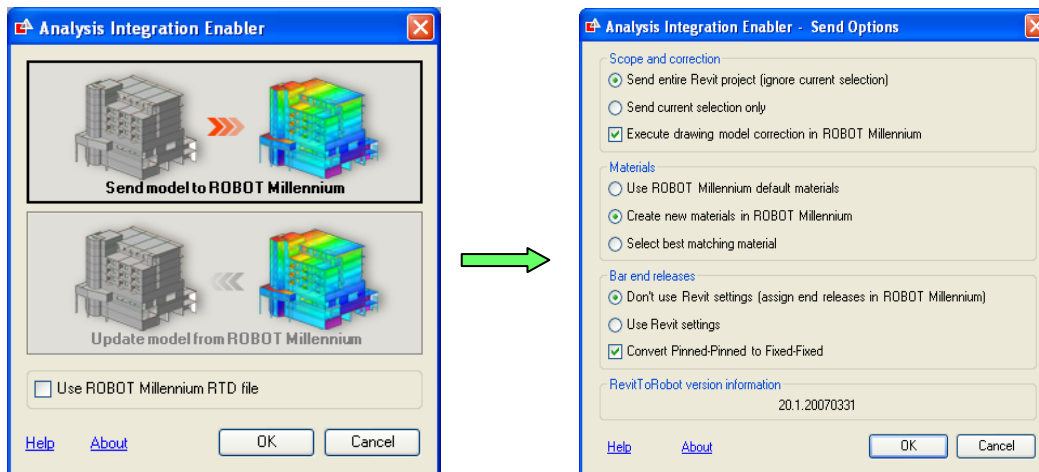 Analysis Integration Enabler
Send model to ROBOT Millennium
Update model from ROBOT Millennium
Use ROBOT Millennium RTD file
Help About OK Cancel
Analysis Integration Enabler - Send Options
Scope and correction
Send entire Revit project (ignore current selection)
Send current selection only
Execute drawing model correction in ROBOT Millennium
Materials
Use ROBOT Millennium default materials
Create new materials in ROBOT Millennium
Select best matching material
Bar end releases
Don't use Revit settings (assign end releases in ROBOT Millennium)
Use Revit settings
Convert Pinned-Pinned to Fixed-Fixed
RevitToRobot version information
20.1.20070331
Help About OK Cancel